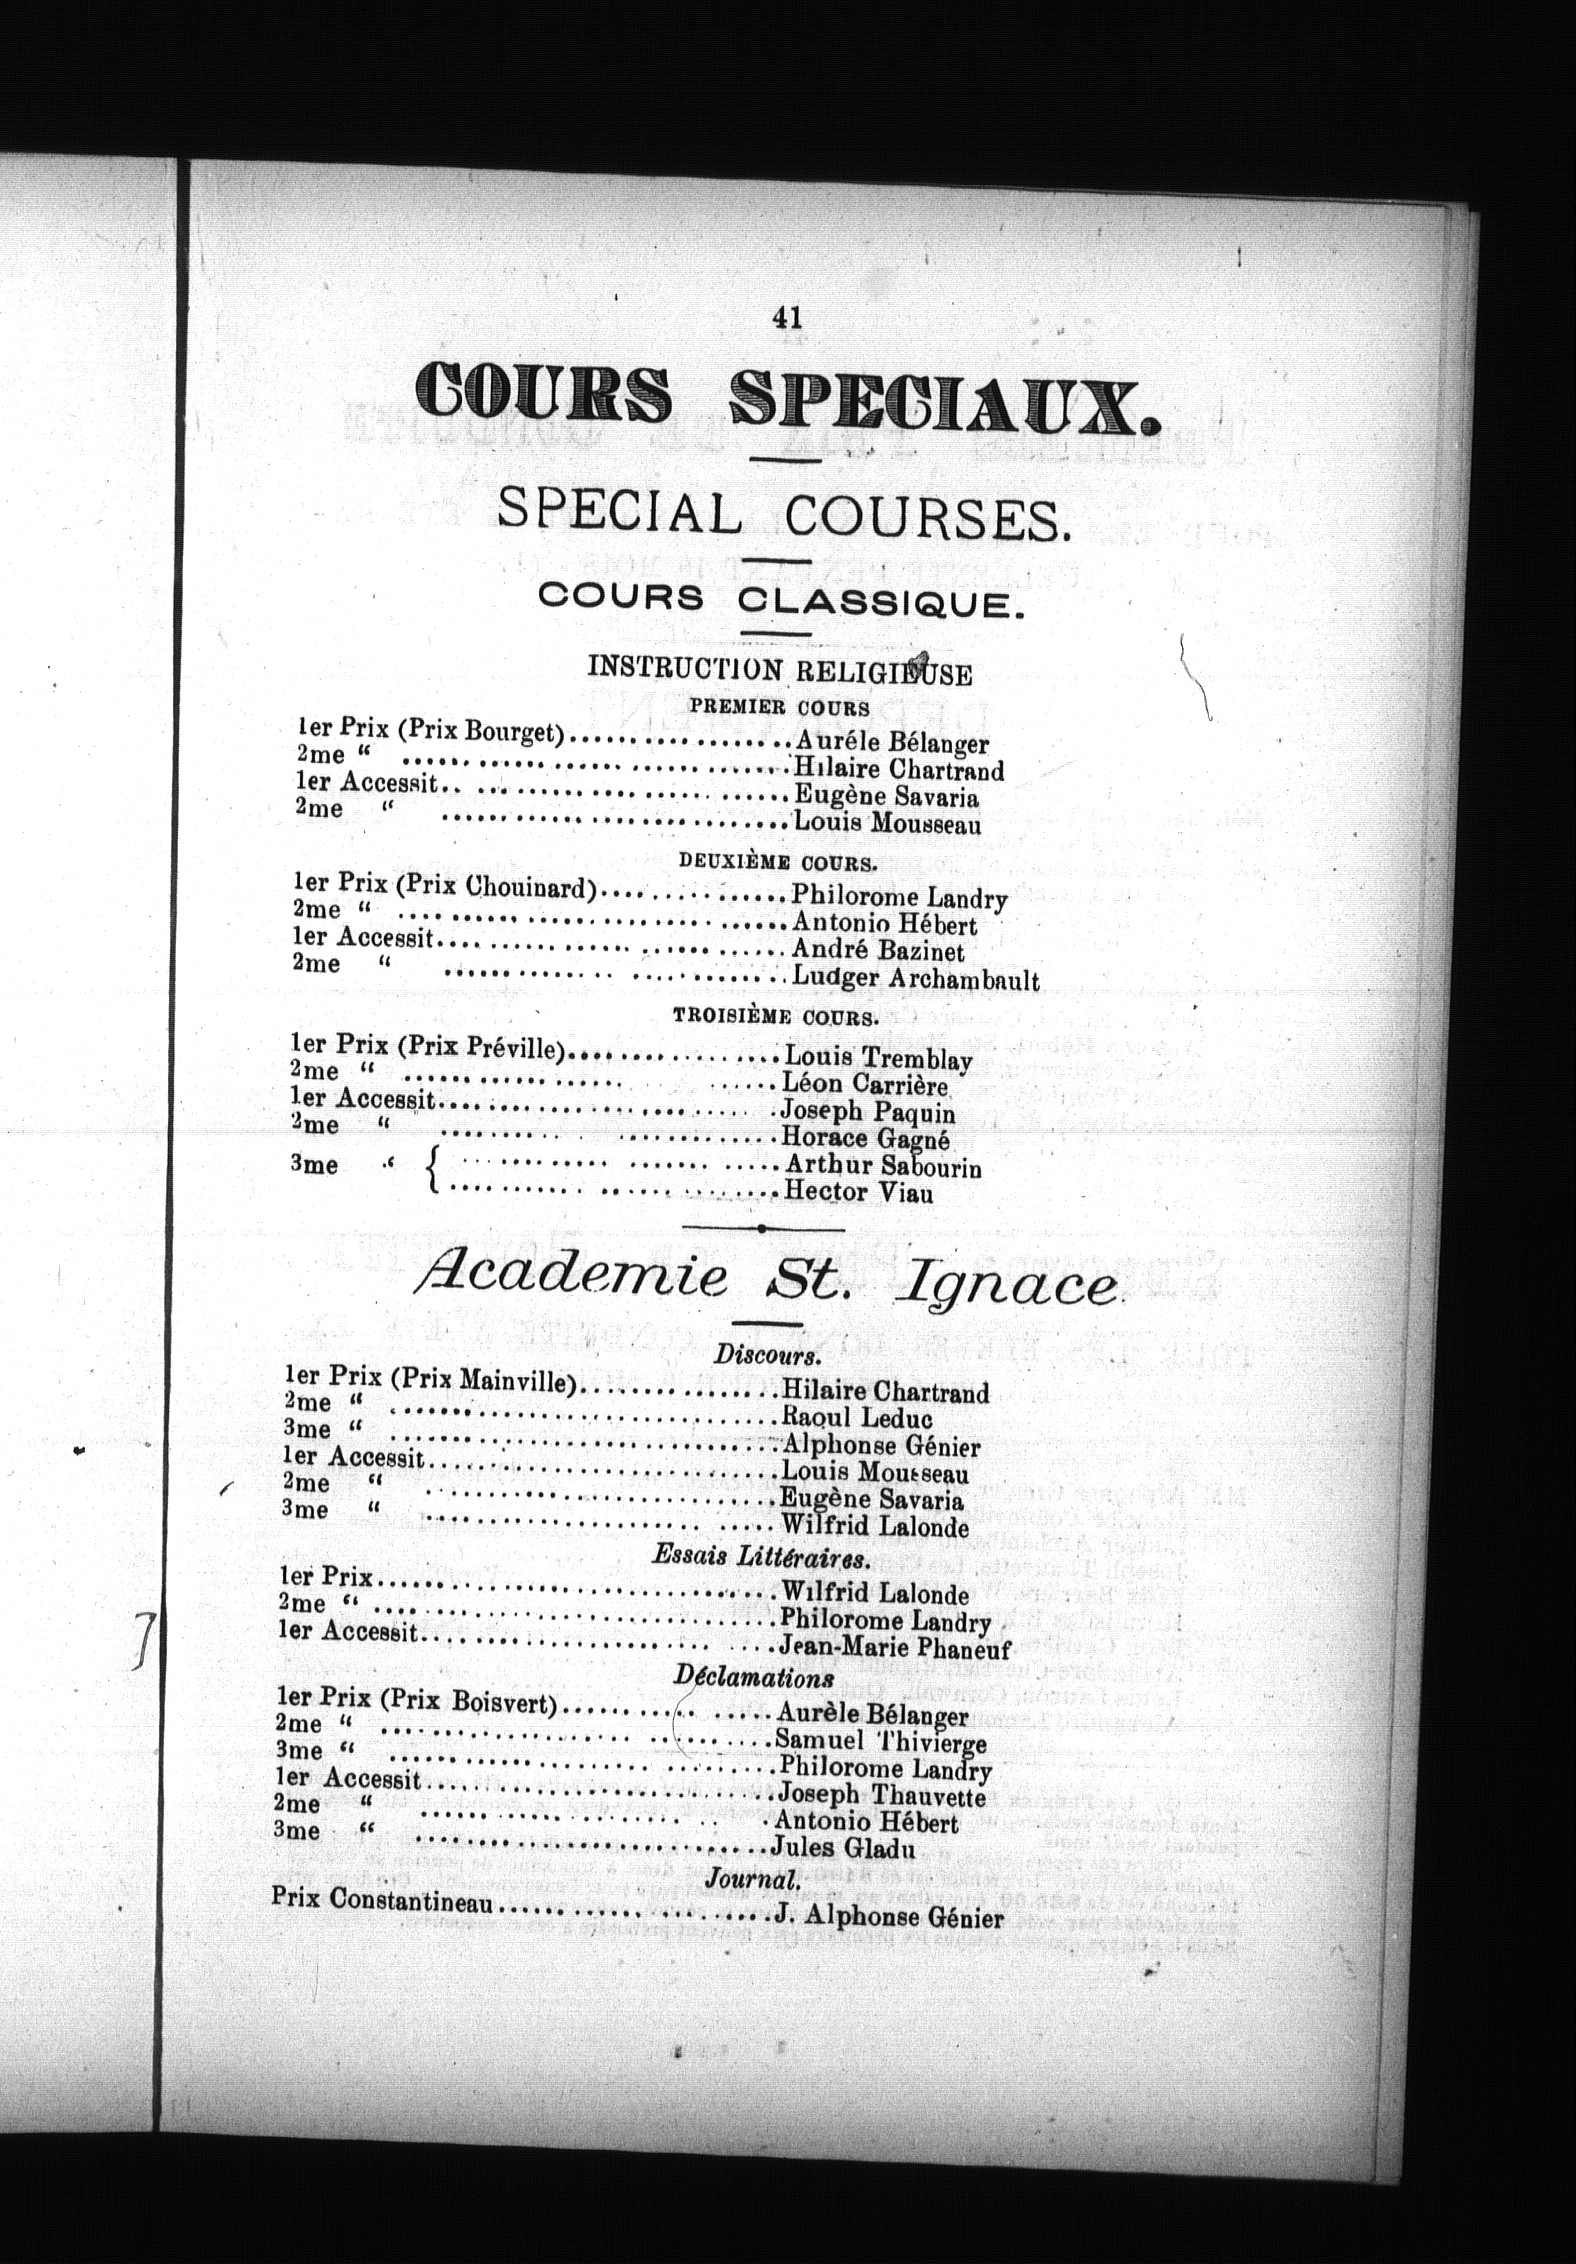 41
COURS SPECIAUX.
SPECIAL COURSES.
COURS CLASSIQUE.
INSTRUCTION RELIGIEUSE
PREMIER COURS
1er Prix (Prix Bourget)........................Auréle Bélanger
2me “ ........................Hilaire Chartrand
1er Accessit........................Eugène Savaria
2me “ ........................Louis Mousseau
DEUXIÈME COURS.
1er Prix (Prix Chouinard)........................Philorome Landry
2me “ ........................Antonio Hébert
1er Accessit........................André Bazinet
2me “ ........................Ludger Archambault
TROISIÈME COURS.
1er Prix (Prix Préville)........................Louis Tremblay
2me “ ........................Léon Carrière
1er Accessit........................Joseph Paquin
2me “ ........................Horace Gagné
3me “ { ........................Arthur Sabourin
........................Hector Viau
Academie St. Ignace.
Discours.
1er Prix (Prix Mainville)........................Hilaire Chartrand
2me “ ........................Raoul Leduc
3me “ ........................Alphonse Génier
1er Accessit........................Louis Mousseau
2me “ ........................Eugène Savaria
3me “ ........................Wilfrid Lalonde
Essais Littéraires.
1er Prix........................Wilfrid Lalonde
2me “ ........................Philorome Landry
1er Accessit........................Jean-Marie Phaneuf
Déclamations
1er Prix (Prix Boisvert)........................Aurèle Bélanger
2me “ ........................Samuel Thivierge
3me “ ........................Philorome Landry
1er Accessit........................Joseph Thauvette
2me “ ........................Antonio Hébert
3me “ ........................Jules Gladu
Journal.
Prix Constantineau........................J. Alphonse Génier